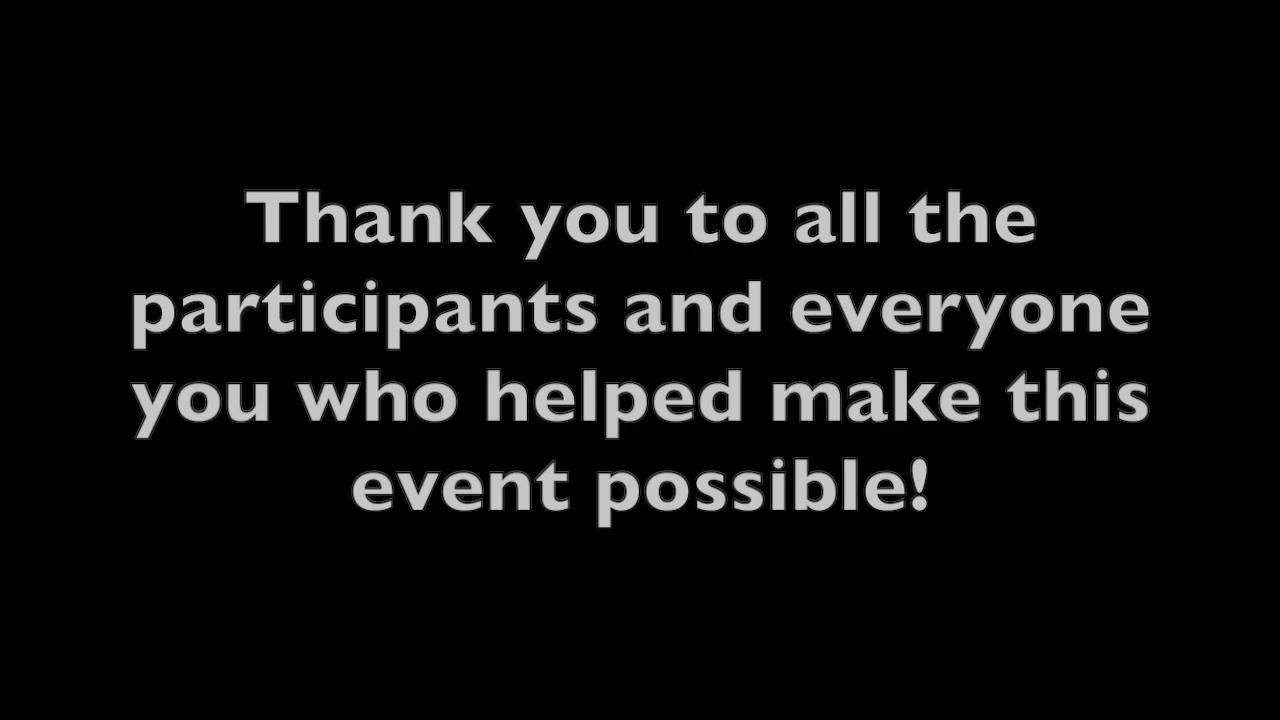 Thank you to all the
participants and everyone
you who helped make this
event possible!